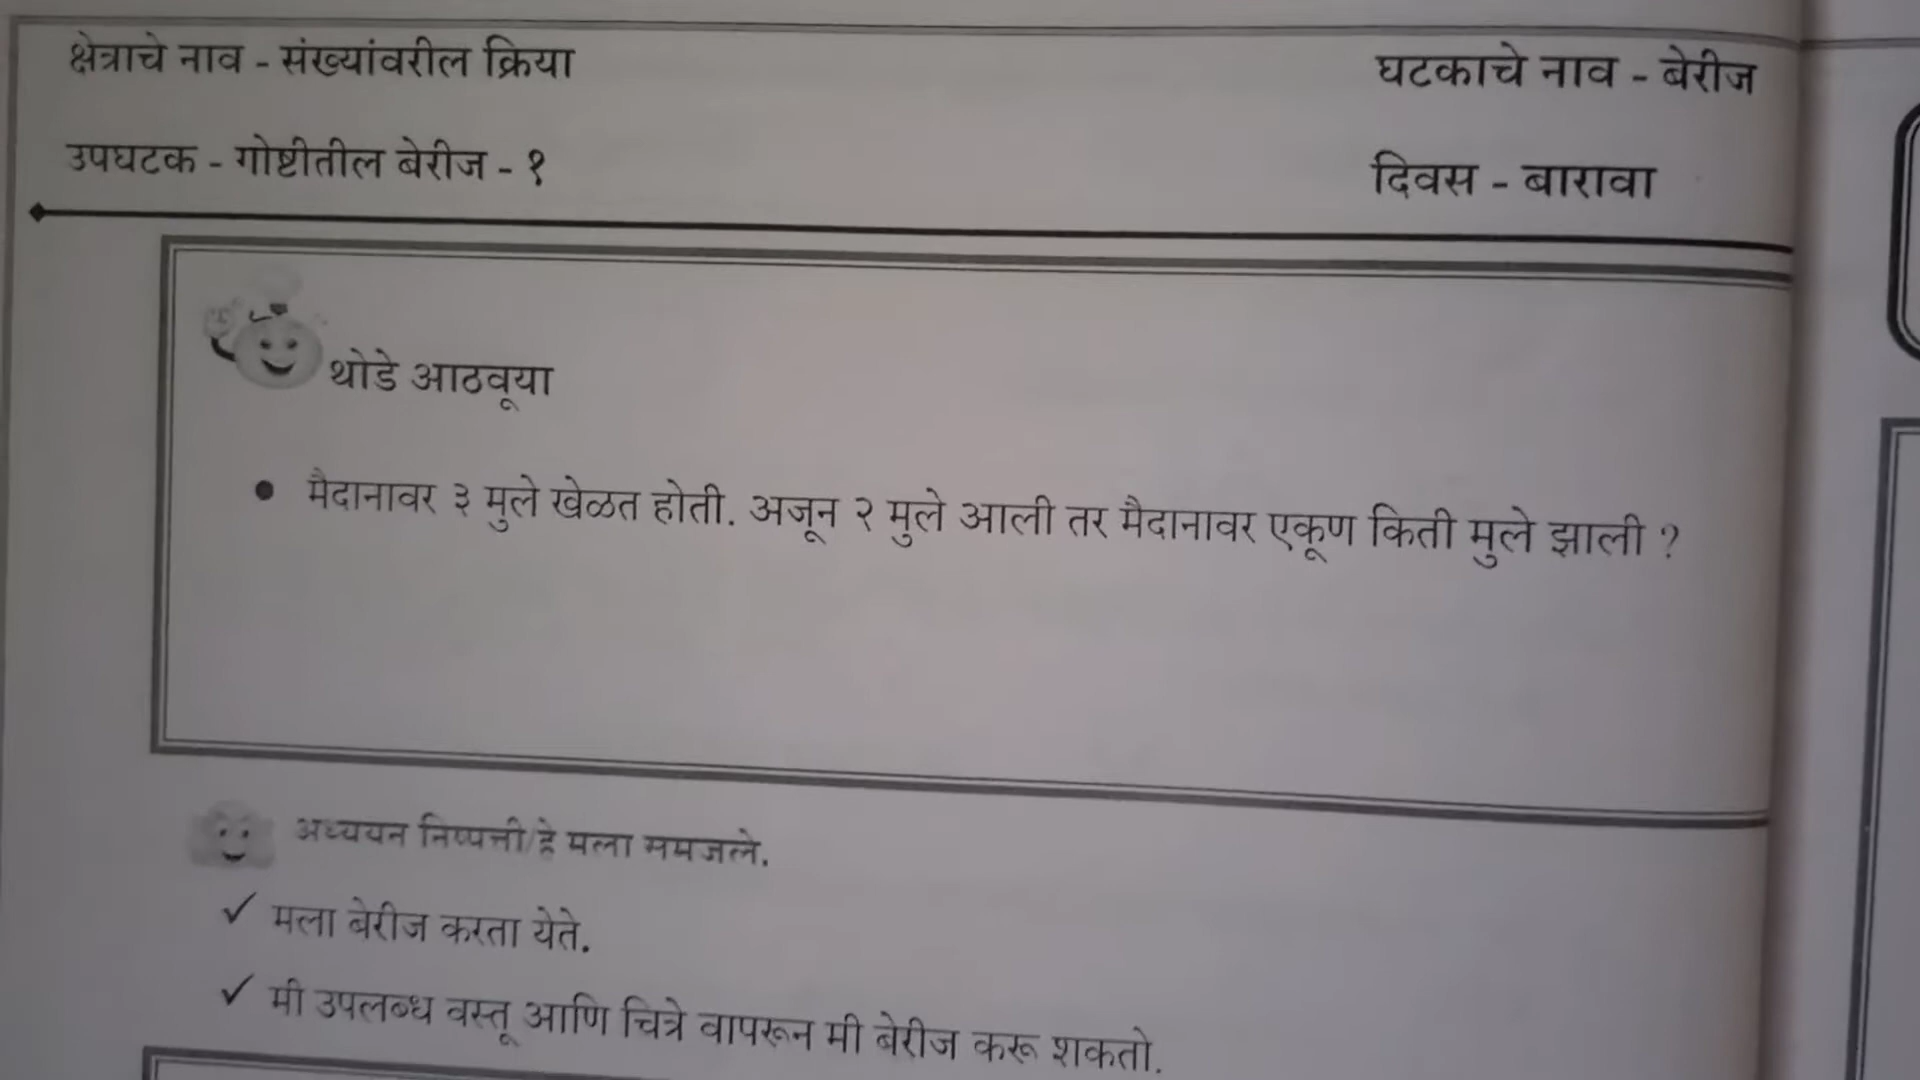 क्षेत्राचे नाव - संख्यांवरील क्रिया
घटकाचे नाव - बेरीज
उपघटक - गोष्टीतील बेरीज - १
दिवस - बारावा
थोडे आठवूया
• मैदानावर ३ मुले खेळत होती. अजून २ मुले आली तर मैदानावर एकूण किती मुले झाली ?
अध्ययन निष्पत्ती/हे मला समजले.
✓ मला बेरीज करता येते.
✓ मी उपलब्ध वस्तू आणि चित्रे वापरून मी बेरीज करू शकतो.